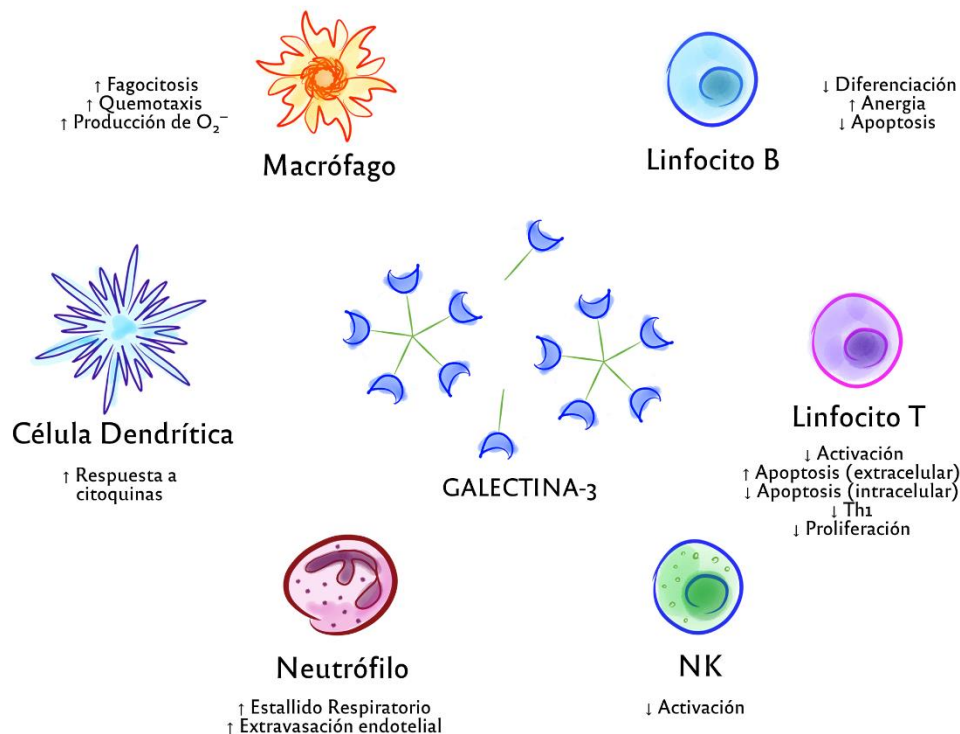 ↑ Fagocitosis
↑ Quemotaxis
↑ Producción de O₂⁻
Macrófago
↓ Diferenciación
↑ Anergia
↓ Apoptosis
Linfocito B
Célula Dendrítica
↑ Respuesta a
citoquinas
GALECTINA-3
Linfocito T
↓ Activación
↑ Apoptosis (extracelular)
↓ Apoptosis (intracelular)
↓ Th1
↓ Proliferación
Neutrófilo
↑ Estallido Respiratorio
↑ Extravasación endotelial
NK
↓ Activación